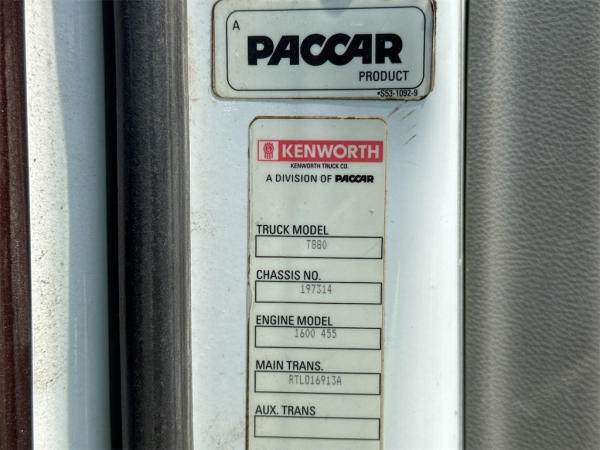 A
PACCAR
PRODUCT
*S53-1092-9
KENWORTH
KENWORTH TRUCK CO.
A DIVISION OF PACCAR
TRUCK MODEL
T880
CHASSIS NO.
197314
ENGINE MODEL
1600 455
MAIN TRANS.
RTLO16913A
AUX. TRANS